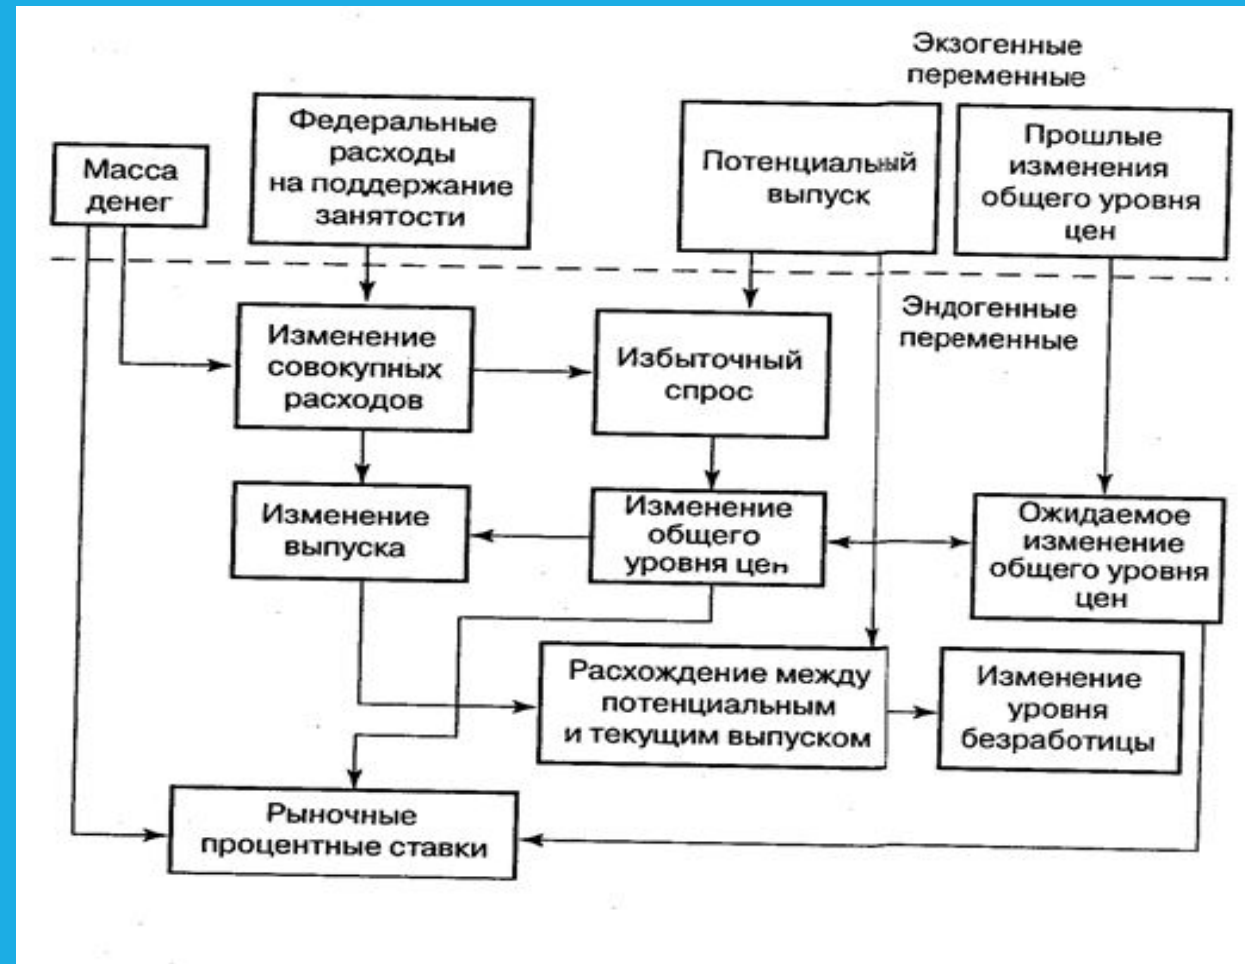 Экзогенные
переменные
Масса
денег
Федеральные
расходы
на поддержание
занятости
Потенциальный
выпуск
Прошлые
изменения
общего уровня
цен
Эндогенные
переменные
Изменение
совокупных
расходов
Избыточный
спрос
Изменение
выпуска
Изменение
общего
уровня цен
Ожидаемое
изменение
общего уровня
цен
Расхождение между
потенциальным
и текущим выпуском
Изменение
уровня
безработицы
Рыночные
процентные ставки